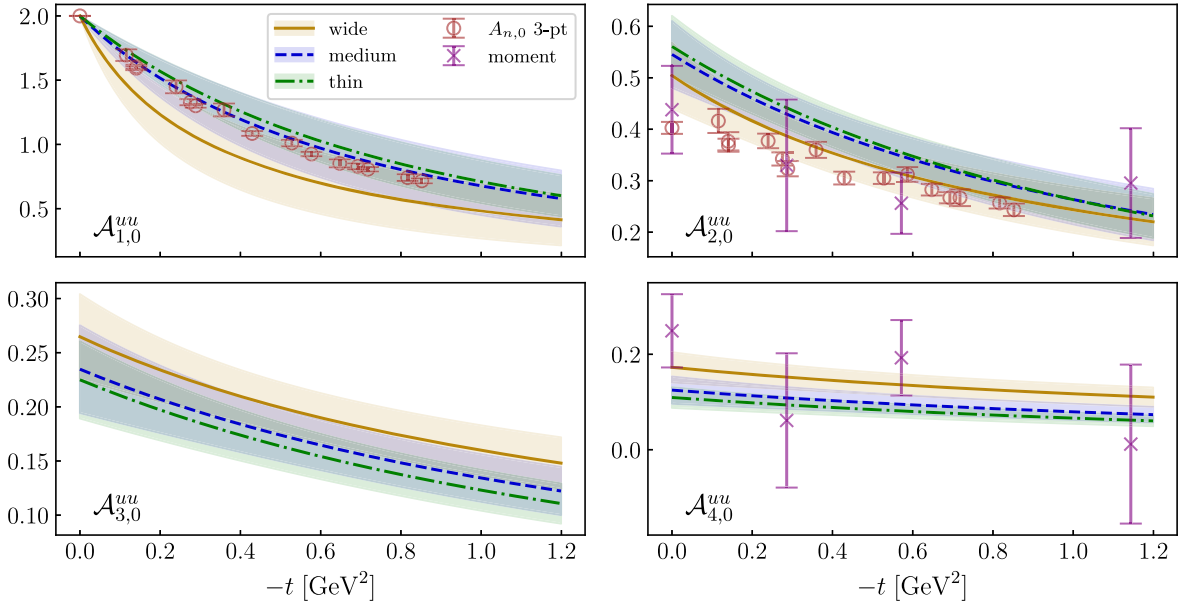 2.0
1.5
1.0
0.5
wide
medium
thin
A_{n,0} 3-pt
moment
𝒜^{uu}_{1,0}
0.6
0.5
0.4
0.3
0.2
𝒜^{uu}_{2,0}
0.30
0.25
0.20
0.15
0.10
𝒜^{uu}_{3,0}
0.0 0.2 0.4 0.6 0.8 1.0 1.2
−t [GeV²]
0.2
0.0
𝒜^{uu}_{4,0}
0.0 0.2 0.4 0.6 0.8 1.0 1.2
−t [GeV²]